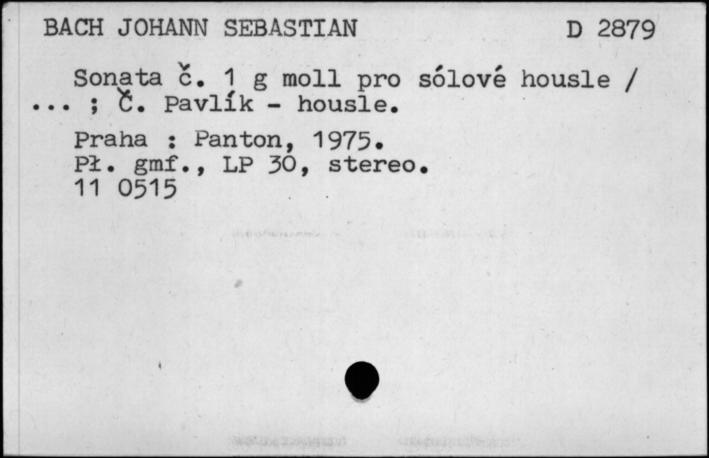 BACH JOHANN SEBASTIAN D 2879
Sonata č. 1 g moll pro sólové housle /
... ; Č. Pavlík - housle.
Praha : Panton, 1975.
Pł. gmf., LP 30, stereo.
11 0515